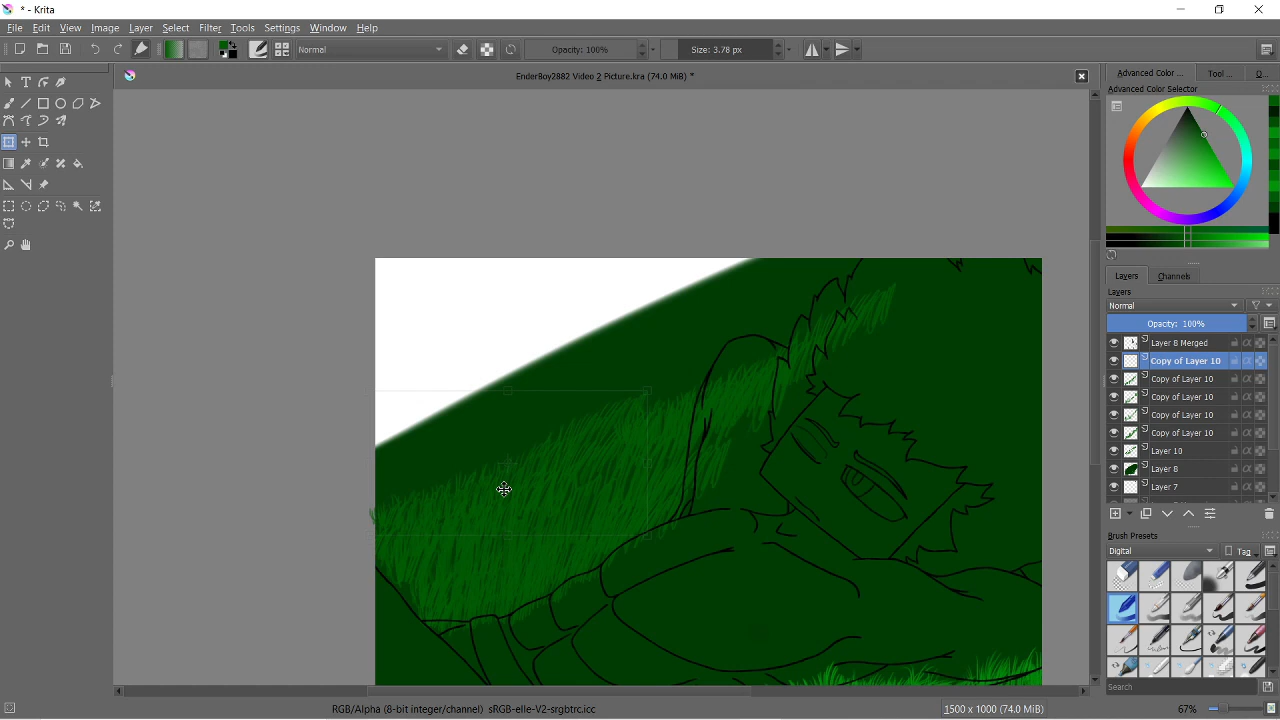 * - Krita
File Edit View Image Layer Select Filter Tools Settings Window Help
Normal Opacity: 100% Size: 3.78 px
EnderBoy2882 Video 2 Picture.kra (74.0 MiB) *
Advanced Color ... Tool ... O...
Advanced Color Selector
Layers Channels
Layers
Normal
Opacity: 100%
Layer 8 Merged
Copy of Layer 10
Copy of Layer 10
Copy of Layer 10
Copy of Layer 10
Copy of Layer 10
Layer 10
Layer 8
Layer 7
Brush Presets
Digital Tag
Search
RGB/Alpha (8-bit integer/channel) sRGB-elle-V2-srgbtrc.icc 1500 x 1000 (74.0 MiB) 67%